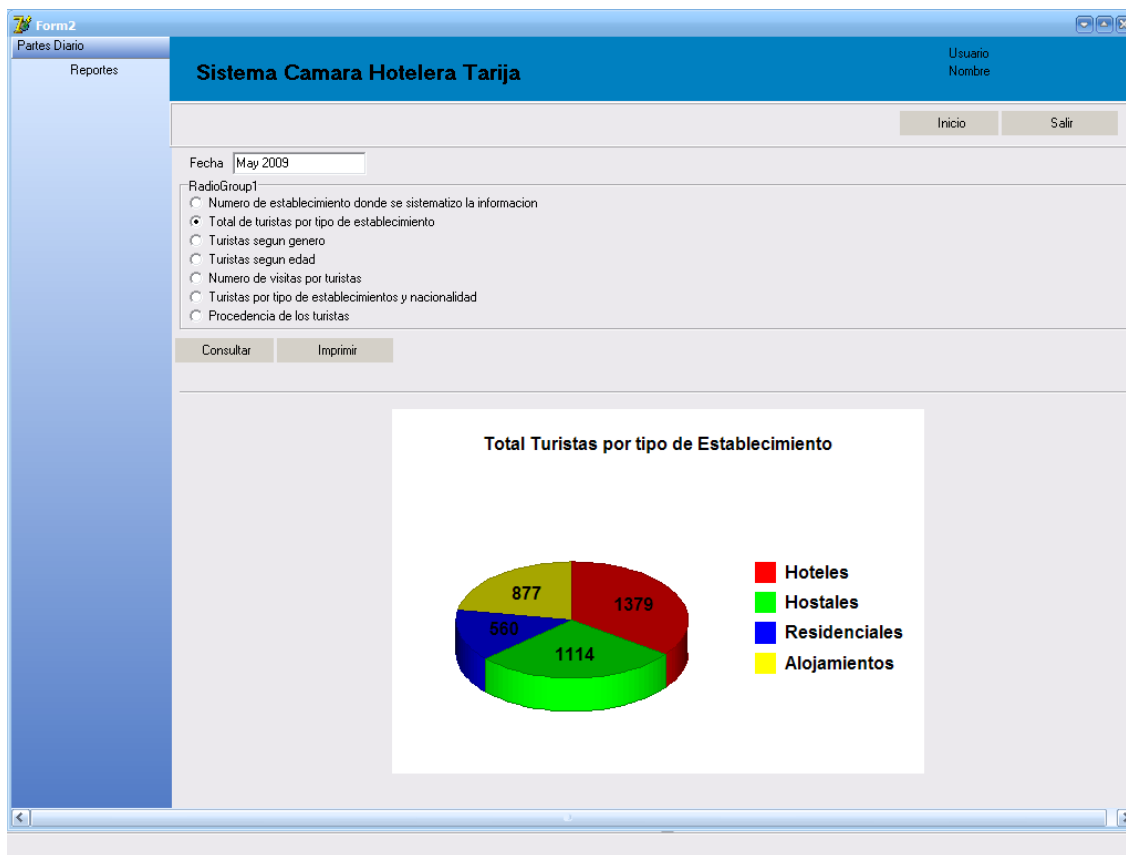 Form2
Partes Diario
Reportes
Sistema Camara Hotelera Tarija
Usuario
Nombre
Inicio
Salir
Fecha May 2009
RadioGroup1
Numero de establecimiento donde se sistematizo la informacion
Total de turistas por tipo de establecimiento
Turistas segun genero
Turistas segun edad
Numero de visitas por turistas
Turistas por tipo de establecimientos y nacionalidad
Procedencia de los turistas
Consultar
Imprimir
Total Turistas por tipo de Establecimiento
877
1379
560
1114
Hoteles
Hostales
Residenciales
Alojamientos